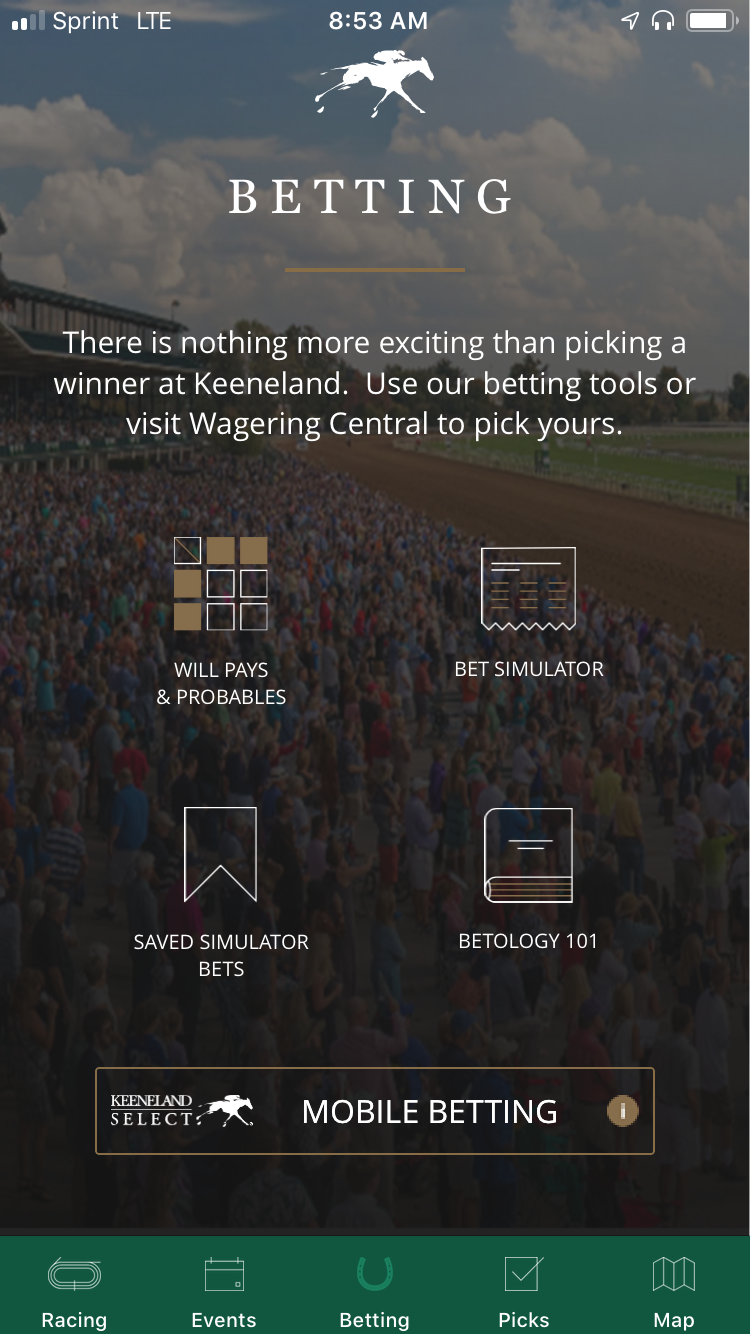 Sprint LTE 8:53 AM
BETTING
There is nothing more exciting than picking a
winner at Keeneland.  Use our betting tools or
visit Wagering Central to pick yours.
WILL PAYS
& PROBABLES
BET SIMULATOR
SAVED SIMULATOR
BETS
BETOLOGY 101
KEENELAND
SELECT
MOBILE BETTING
i
Racing Events Betting Picks Map